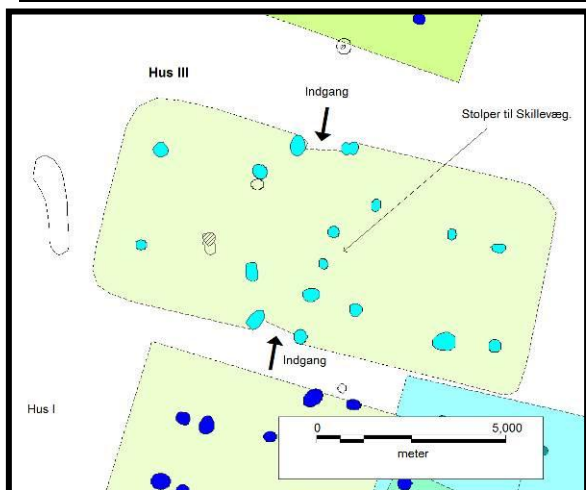 Hus III
Indgang
Stolper til Skillevæg.
Indgang
Hus I
0 5,000
meter